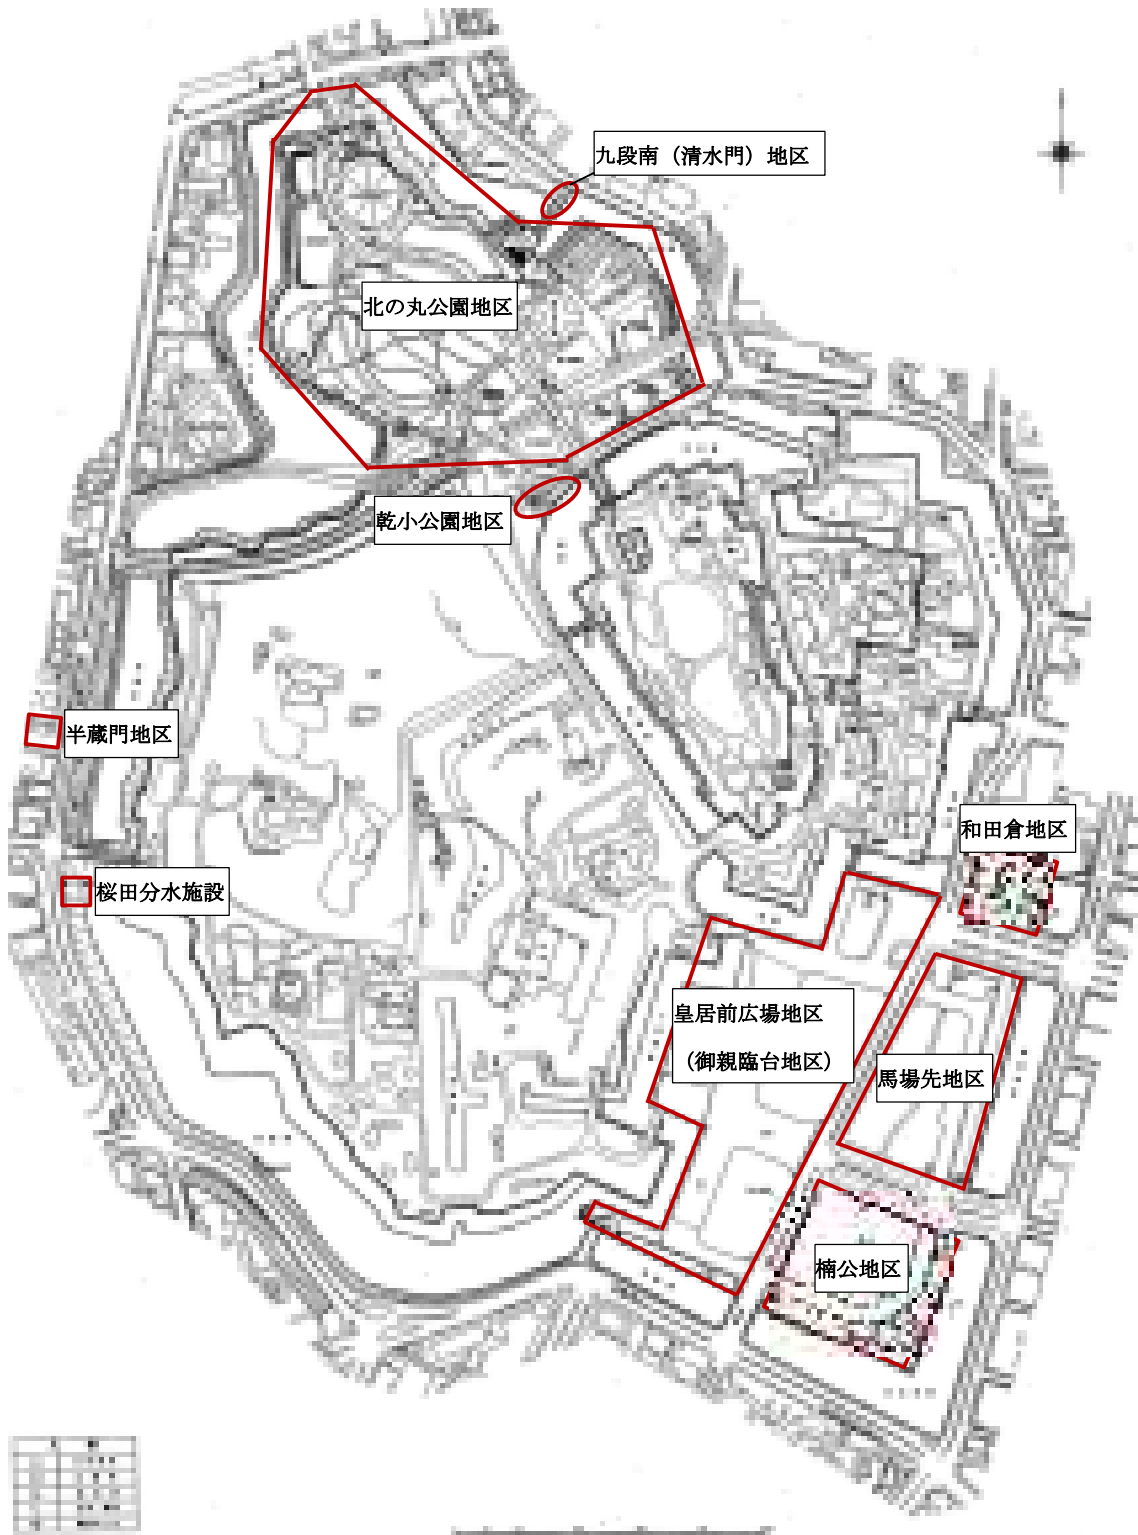 九段南（清水門）地区
北の丸公園地区
乾小公園地区
半蔵門地区
和田倉地区
桜田分水施設
皇居前広場地区
（御親臨台地区）
馬場先地区
楠公地区